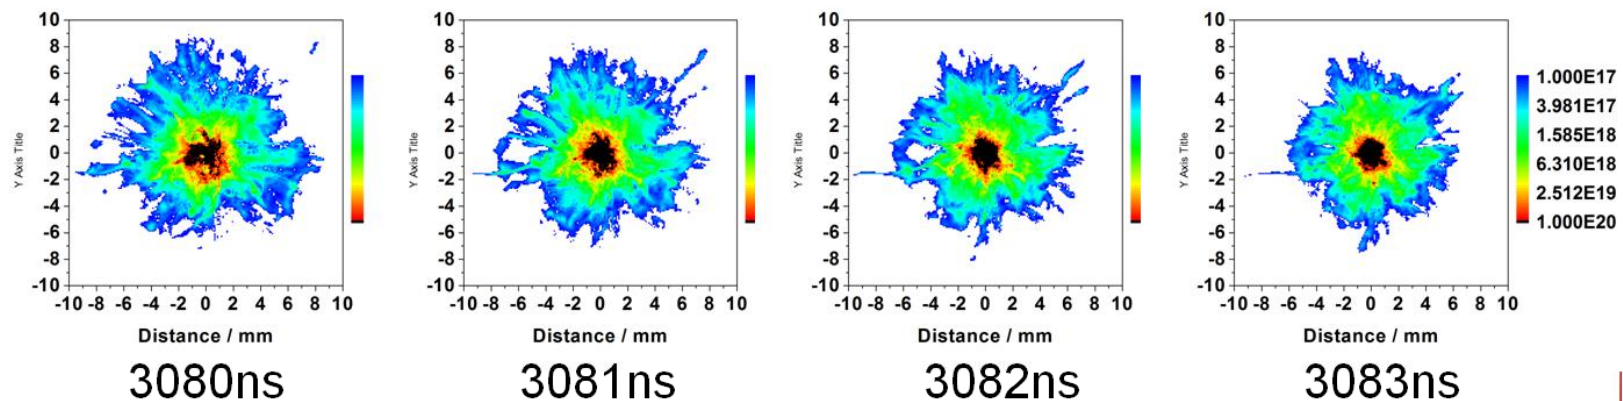 10
8
6
4
2
0
-2
-4
-6
-8
-10
Y Axis Title
-10 -8 -6 -4 -2 0 2 4 6 8 10
Distance / mm
3080ns
10
8
6
4
2
0
-2
-4
-6
-8
-10
Y Axis Title
-10 -8 -6 -4 -2 0 2 4 6 8 10
Distance / mm
3081ns
10
8
6
4
2
0
-2
-4
-6
-8
-10
Y Axis Title
-10 -8 -6 -4 -2 0 2 4 6 8 10
Distance / mm
3082ns
10
8
6
4
2
0
-2
-4
-6
-8
-10
Y Axis Title
-10 -8 -6 -4 -2 0 2 4 6 8 10
Distance / mm
3083ns
1.000E17
3.981E17
1.585E18
6.310E18
2.512E19
1.000E20